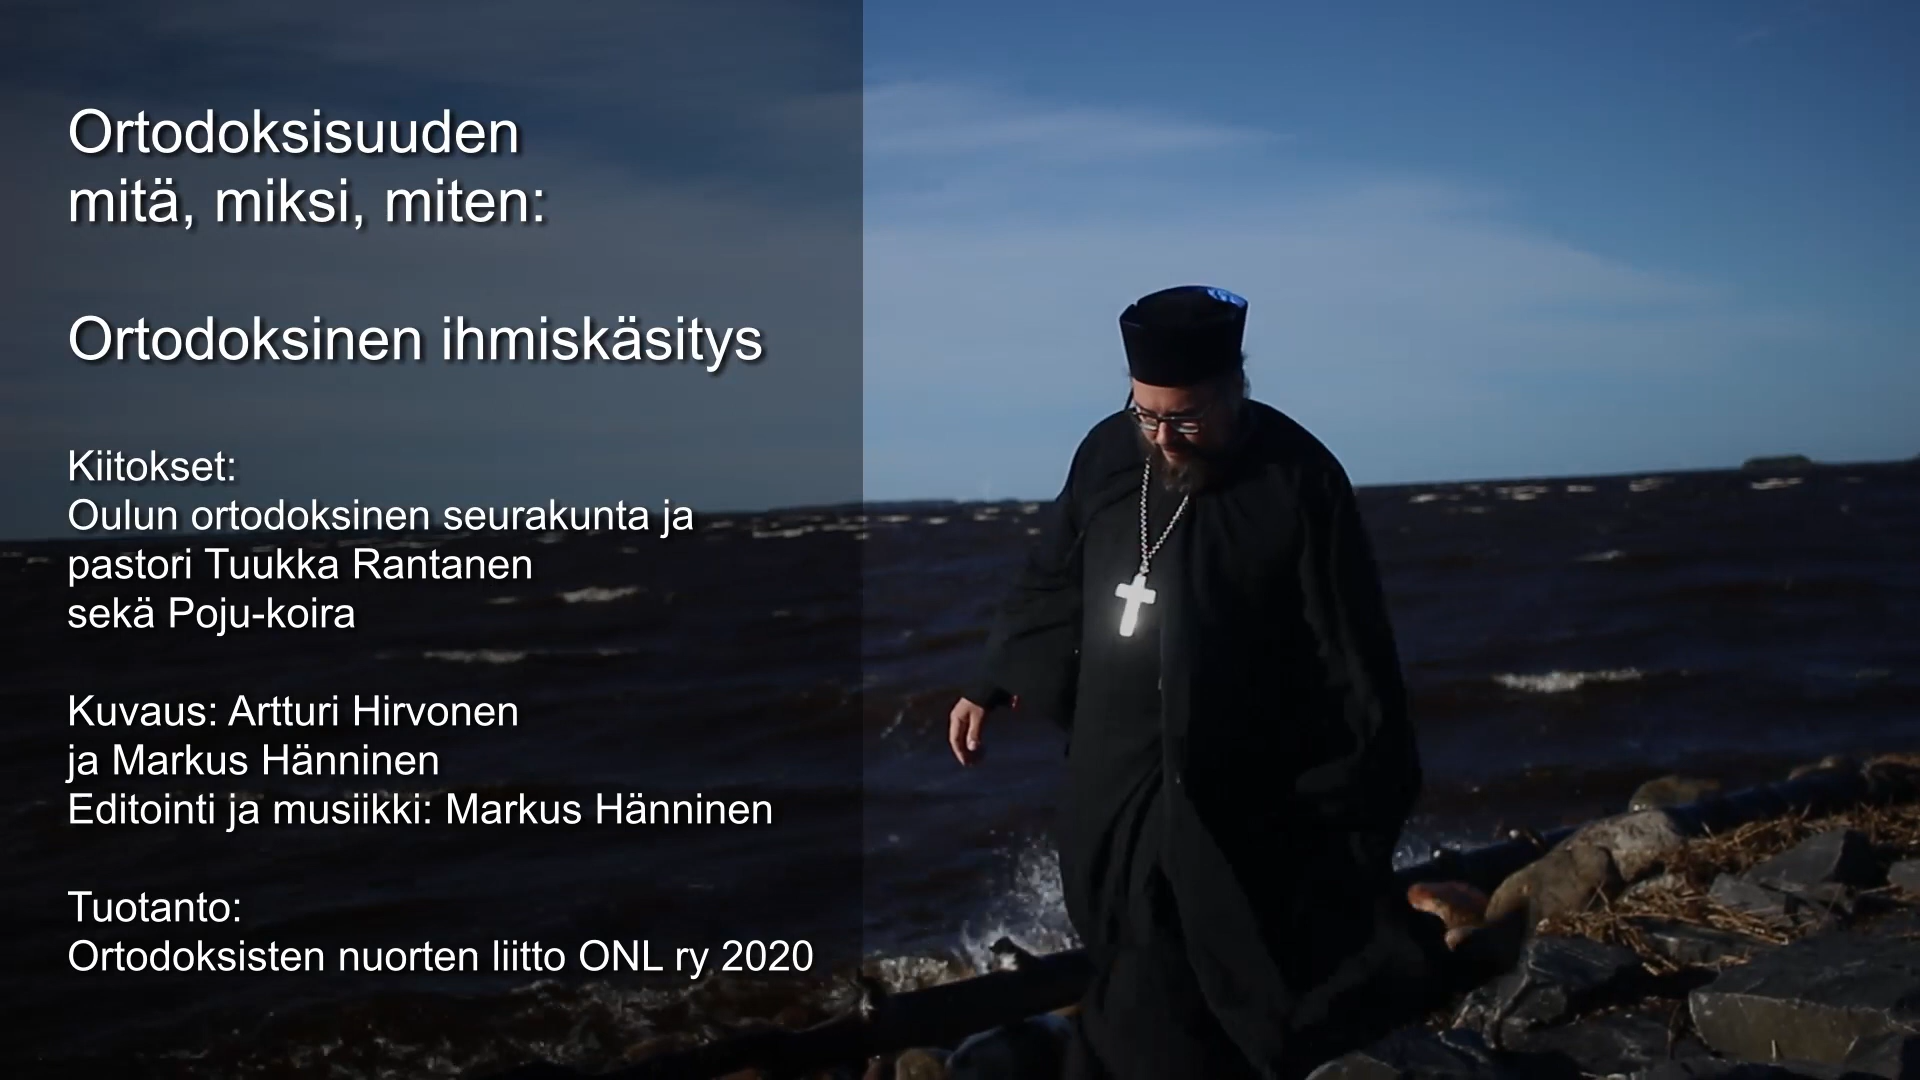 Ortodoksisuuden
mitä, miksi, miten:
Ortodoksinen ihmiskäsitys
Kiitokset:
Oulun ortodoksinen seurakunta ja
pastori Tuukka Rantanen
sekä Poju-koira
Kuvaus: Artturi Hirvonen
ja Markus Hänninen
Editointi ja musiikki: Markus Hänninen
Tuotanto:
Ortodoksisten nuorten liitto ONL ry 2020